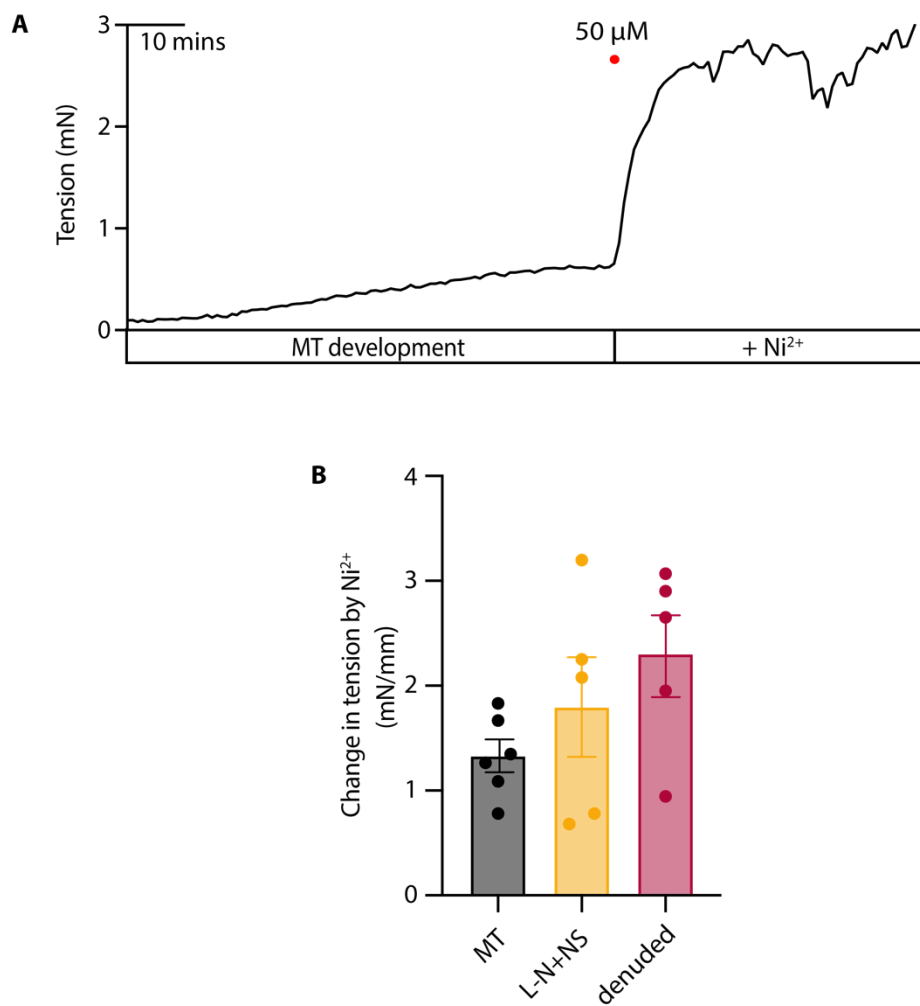 A
3
10 mins
50 µM
2
1
0
Tension (mN)
MT development
+ Ni²⁺
B
4
3
2
1
0
Change in tension by Ni²⁺
(mN/mm)
MT
L-N+NS
denuded